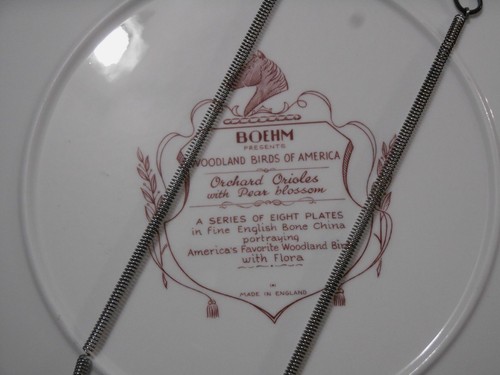 BOEHM
PRESENTS
WOODLAND BIRDS OF AMERICA
Orchard Orioles
with Pear blossom
A SERIES OF EIGHT PLATES
in Fine English Bone China
portraying
America's Favorite Woodland Birds
with Flora
MADE IN ENGLAND